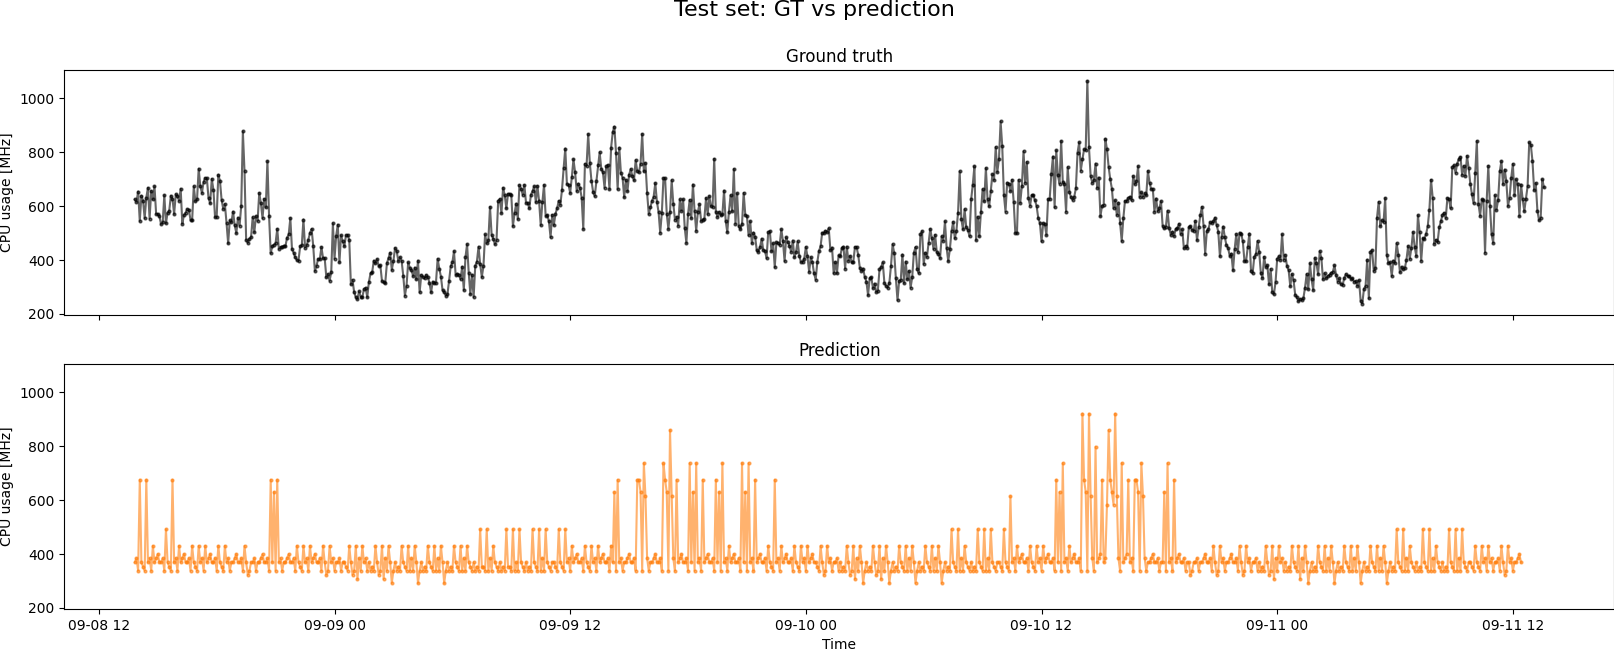 Test set: GT vs prediction
Ground truth
CPU usage [MHz]
1000
800
600
400
200
Prediction
CPU usage [MHz]
1000
800
600
400
200
09-08 12
09-09 00
09-09 12
09-10 00
09-10 12
09-11 00
09-11 12
Time